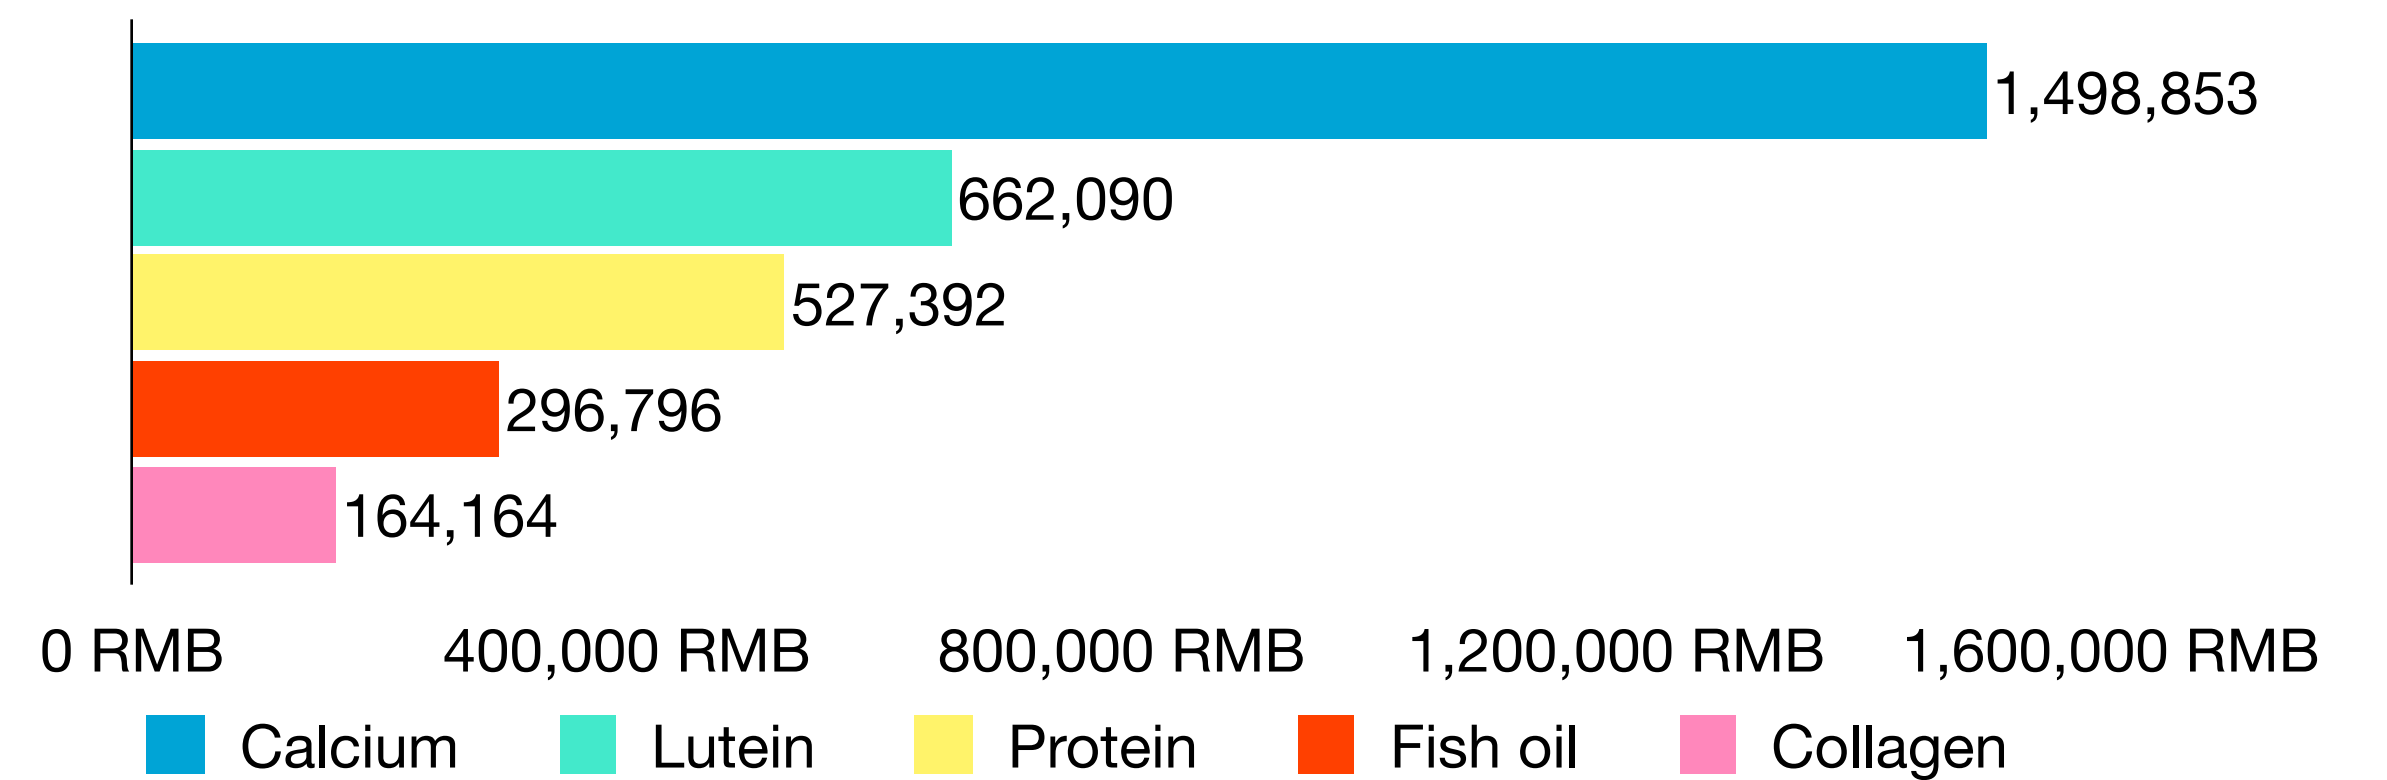 1,498,853
662,090
527,392
296,796
164,164
0 RMB 400,000 RMB 800,000 RMB 1,200,000 RMB 1,600,000 RMB
Calcium Lutein Protein Fish oil Collagen